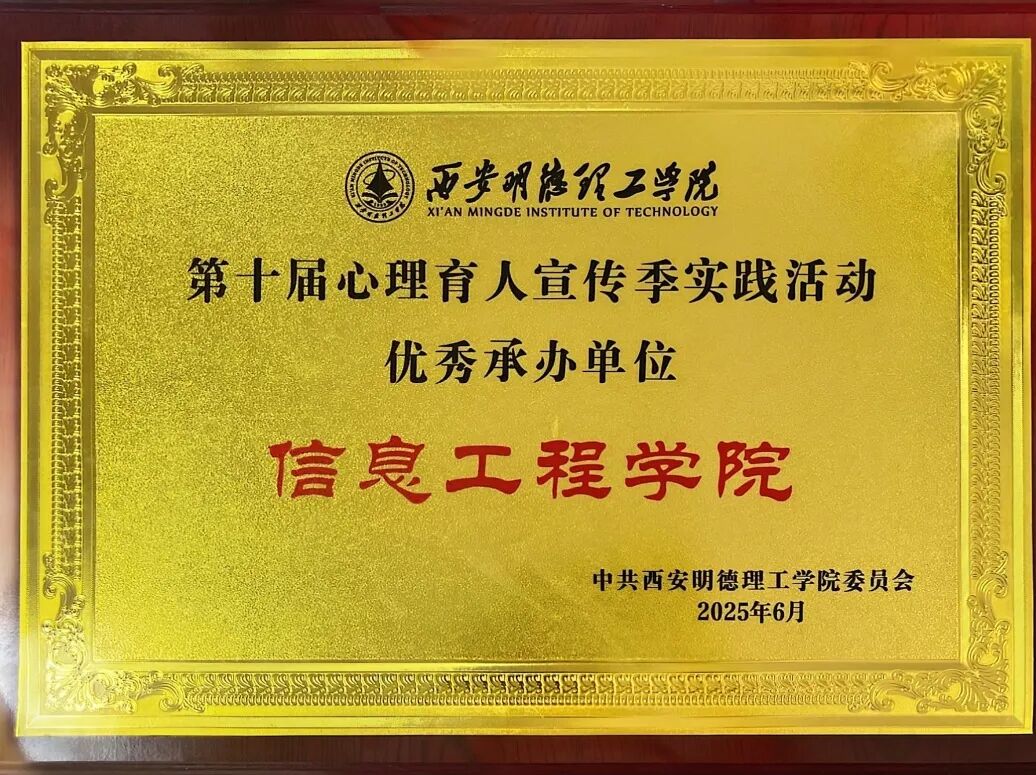 西安明德理工学院
XI'AN MINGDE INSTITUTE OF TECHNOLOGY
第十届心理育人宣传季实践活动
优秀承办单位
信息工程学院
中共西安明德理工学院委员会
2025年6月